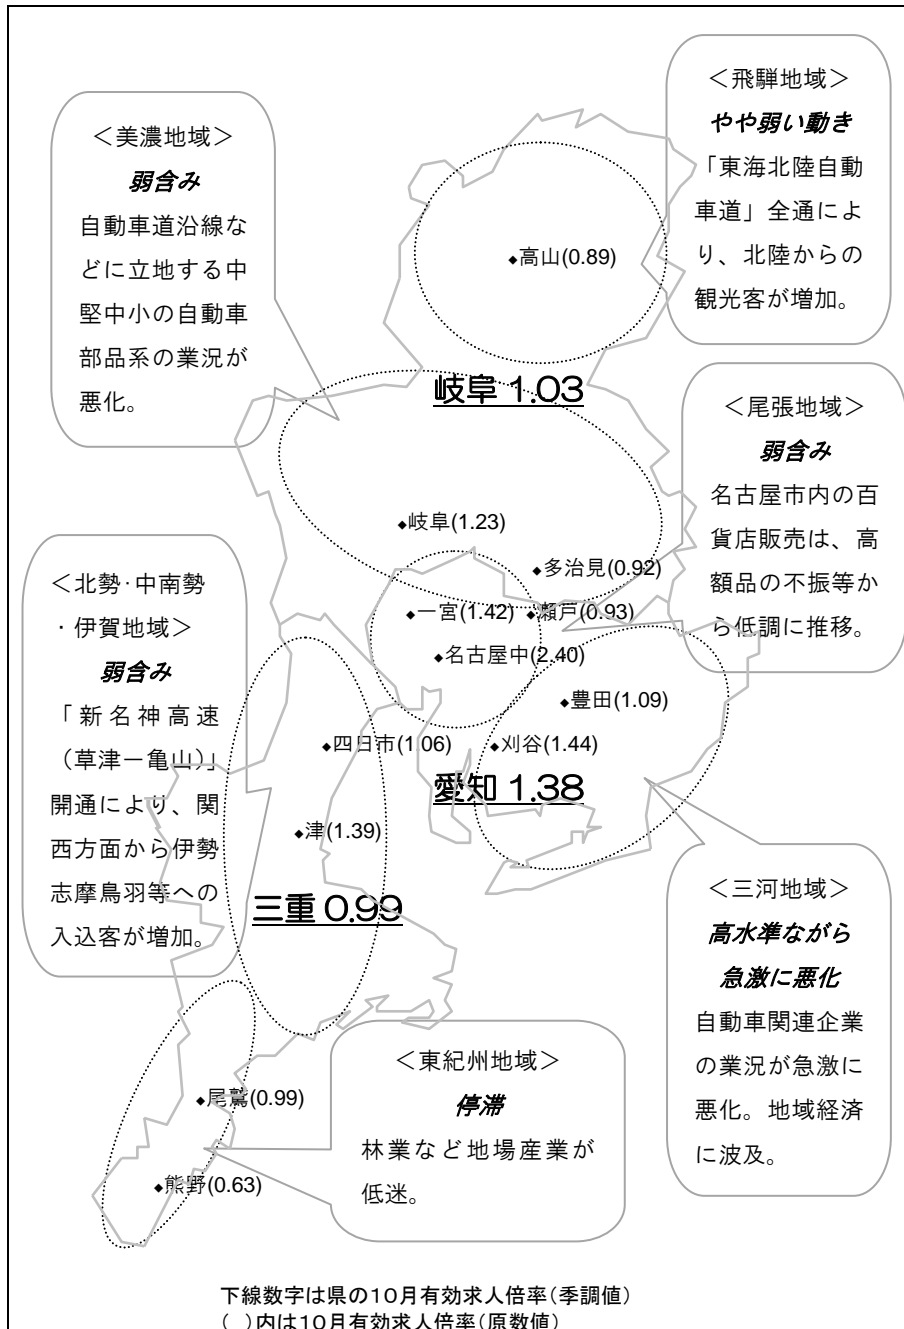 ＜飛騨地域＞
やや弱い動き
「東海北陸自動
車道」全通によ
り、北陸からの
観光客が増加。
＜美濃地域＞
弱含み
自動車道沿線な
どに立地する中
堅中小の自動車
部品系の業況が
悪化。
◆高山(0.89)
岐阜 1.03
＜尾張地域＞
弱含み
名古屋市内の百
貨店販売は、高
額品の不振等か
ら低調に推移。
◆岐阜(1.23)
◆多治見(0.92)
◆一宮(1.42)
◆瀬戸(0.93)
◆名古屋中(2.40)
◆豊田(1.09)
◆四日市(1.06)
◆刈谷(1.44)
愛知 1.38
＜北勢･中南勢
・伊賀地域＞
弱含み
「新名神高速
（草津－亀山）」
開通により、関
西方面から伊勢
志摩鳥羽等への
入込客が増加。
◆津(1.39)
三重 0.99
＜三河地域＞
高水準ながら
急激に悪化
自動車関連企業
の業況が急激に
悪化。地域経済
に波及。
＜東紀州地域＞
停滞
林業など地場産業が
低迷。
◆尾鷲(0.99)
◆熊野(0.63)
下線数字は県の10月有効求人倍率(季調値)
(　)内は10月有効求人倍率(原数値)